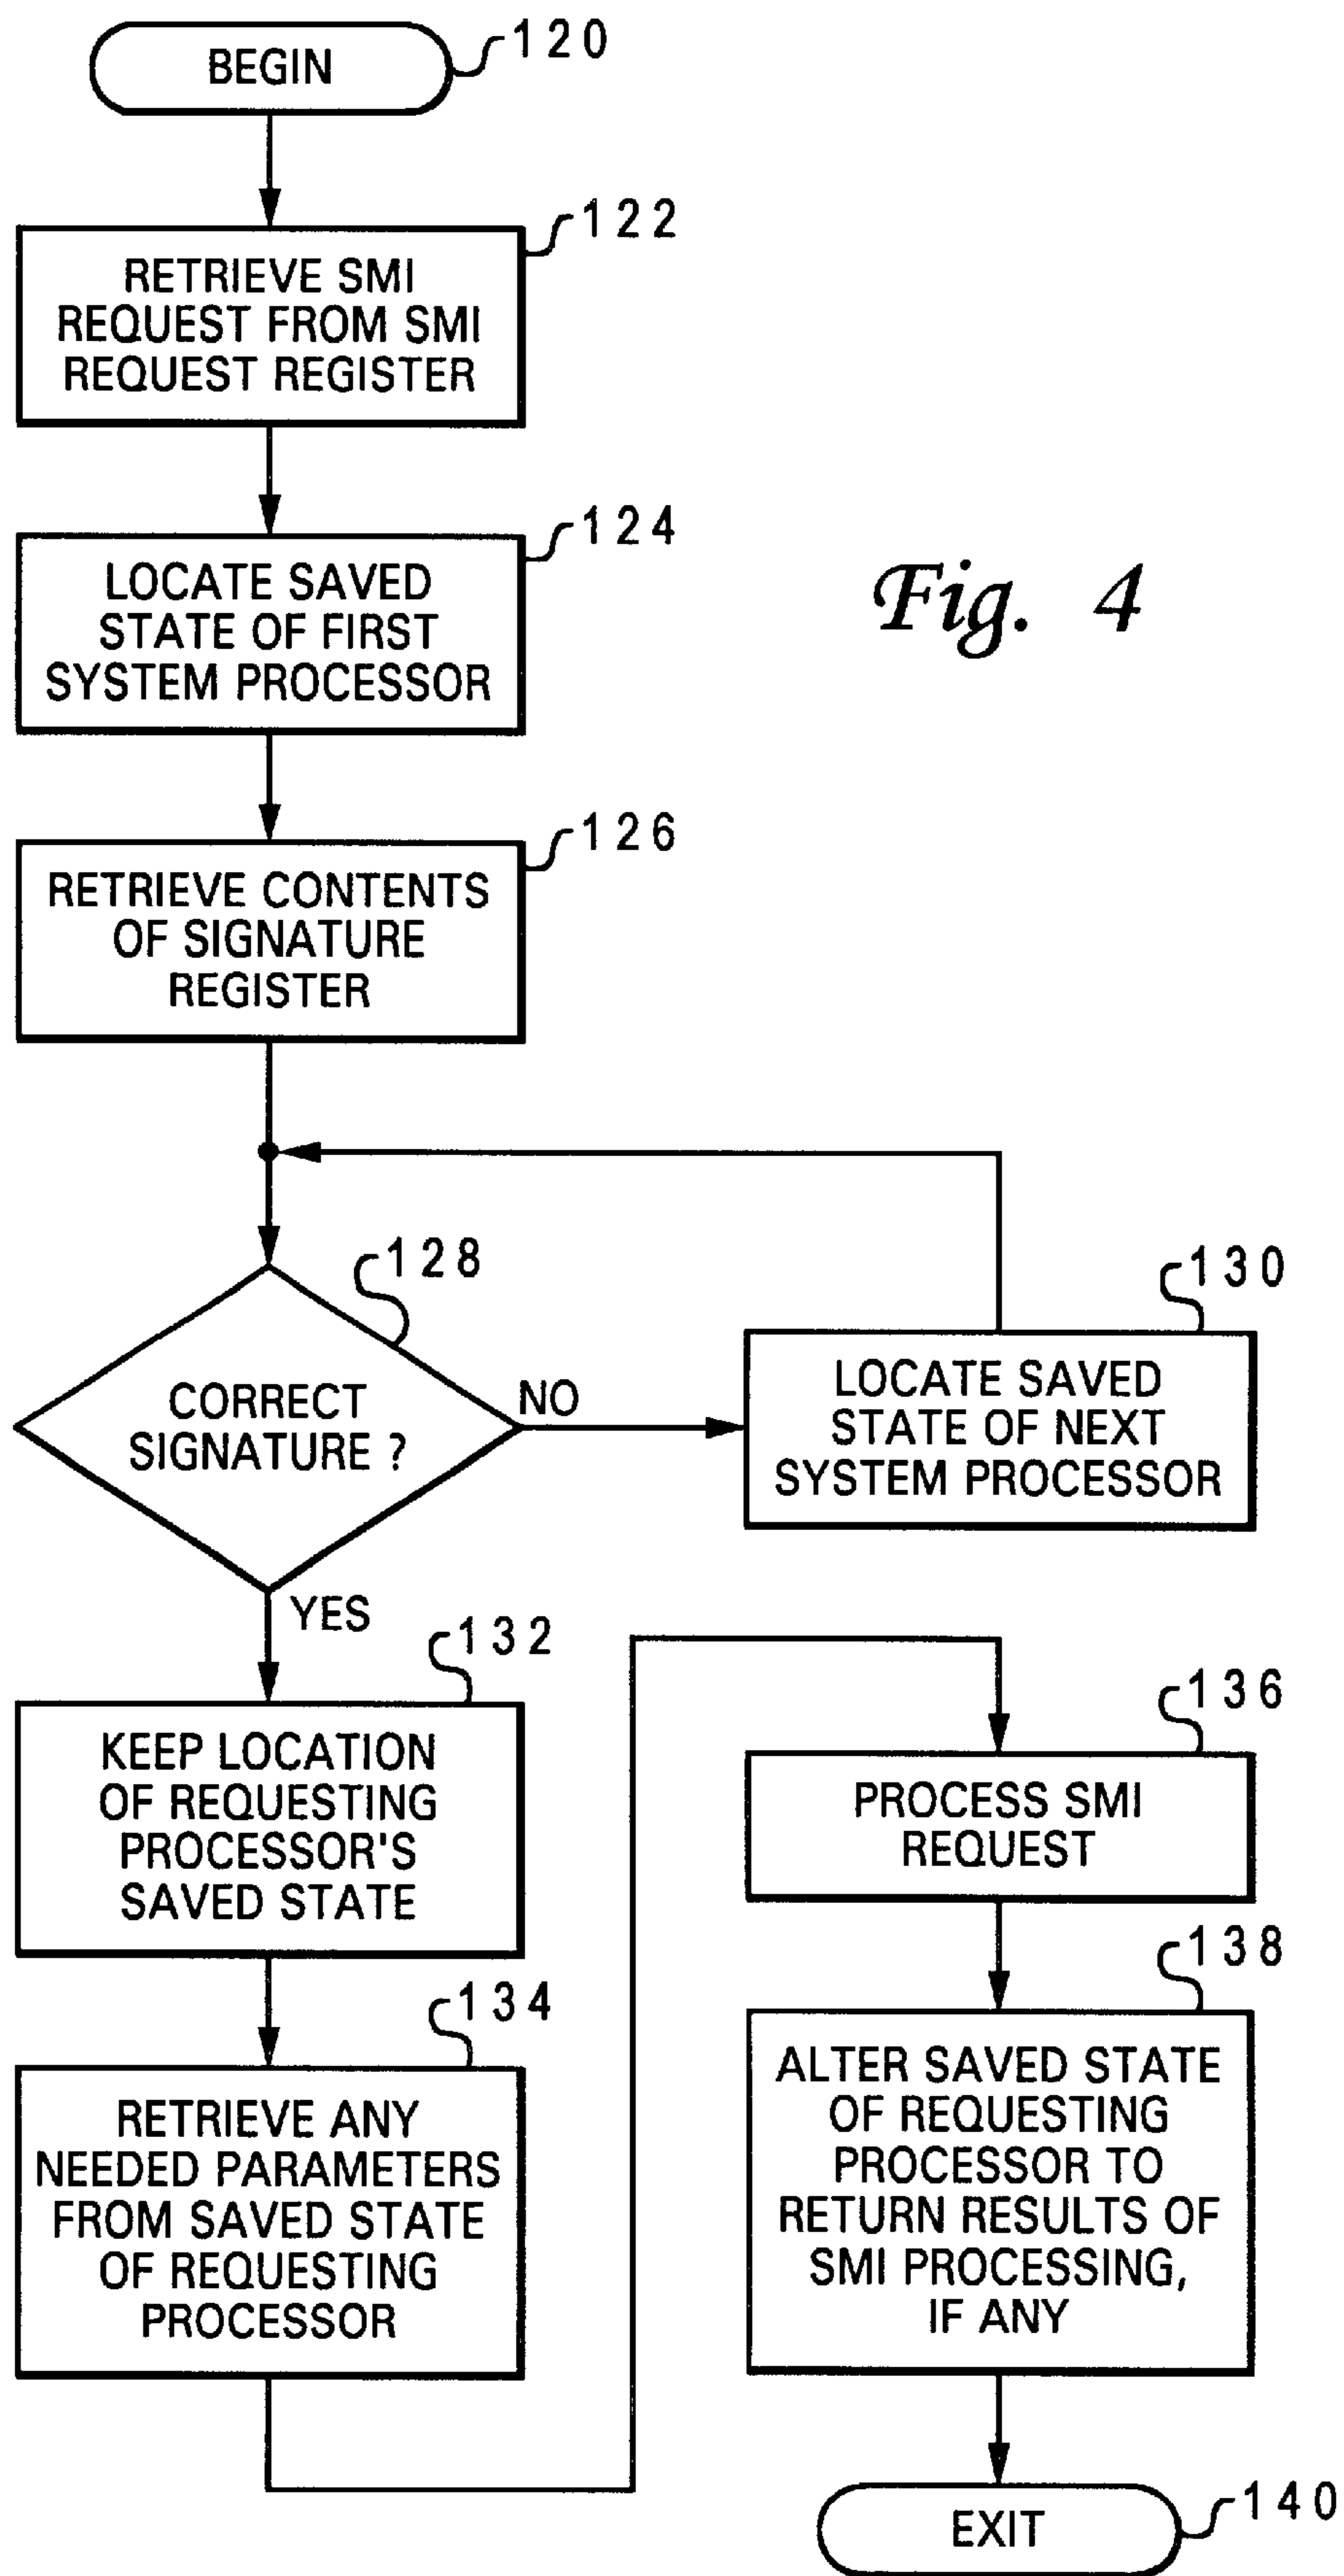 BEGIN
120
RETRIEVE SMI
REQUEST FROM SMI
REQUEST REGISTER
122
LOCATE SAVED
STATE OF FIRST
SYSTEM PROCESSOR
124
Fig. 4
RETRIEVE CONTENTS
OF SIGNATURE
REGISTER
126
CORRECT
SIGNATURE ?
128
NO
LOCATE SAVED
STATE OF NEXT
SYSTEM PROCESSOR
130
YES
KEEP LOCATION
OF REQUESTING
PROCESSOR'S
SAVED STATE
132
RETRIEVE ANY
NEEDED PARAMETERS
FROM SAVED STATE
OF REQUESTING
PROCESSOR
134
PROCESS SMI
REQUEST
136
ALTER SAVED STATE
OF REQUESTING
PROCESSOR TO
RETURN RESULTS OF
SMI PROCESSING,
IF ANY
138
EXIT
140